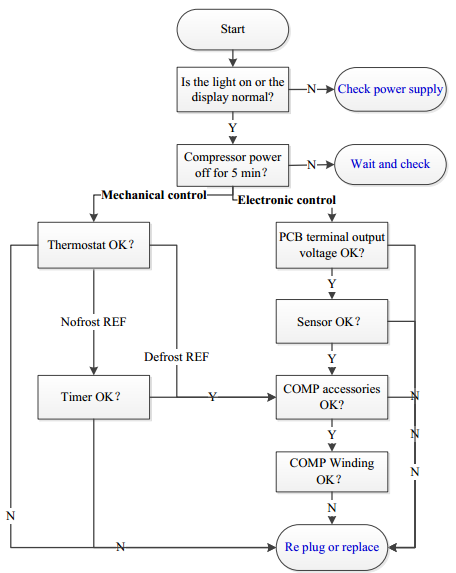 Start
Is the light on or the
display normal?
N
Check power supply
Y
Compressor power
off for 5 min?
N
Wait and check
Mechanical control
Electronic control
Thermostat OK?
PCB terminal output
voltage OK?
Y
Nofrost REF
Sensor OK?
Defrost REF
Y
Timer OK?
Y
COMP accessories
OK?
N
Y
N
COMP Winding
OK?
N
N
N
N
Re plug or replace